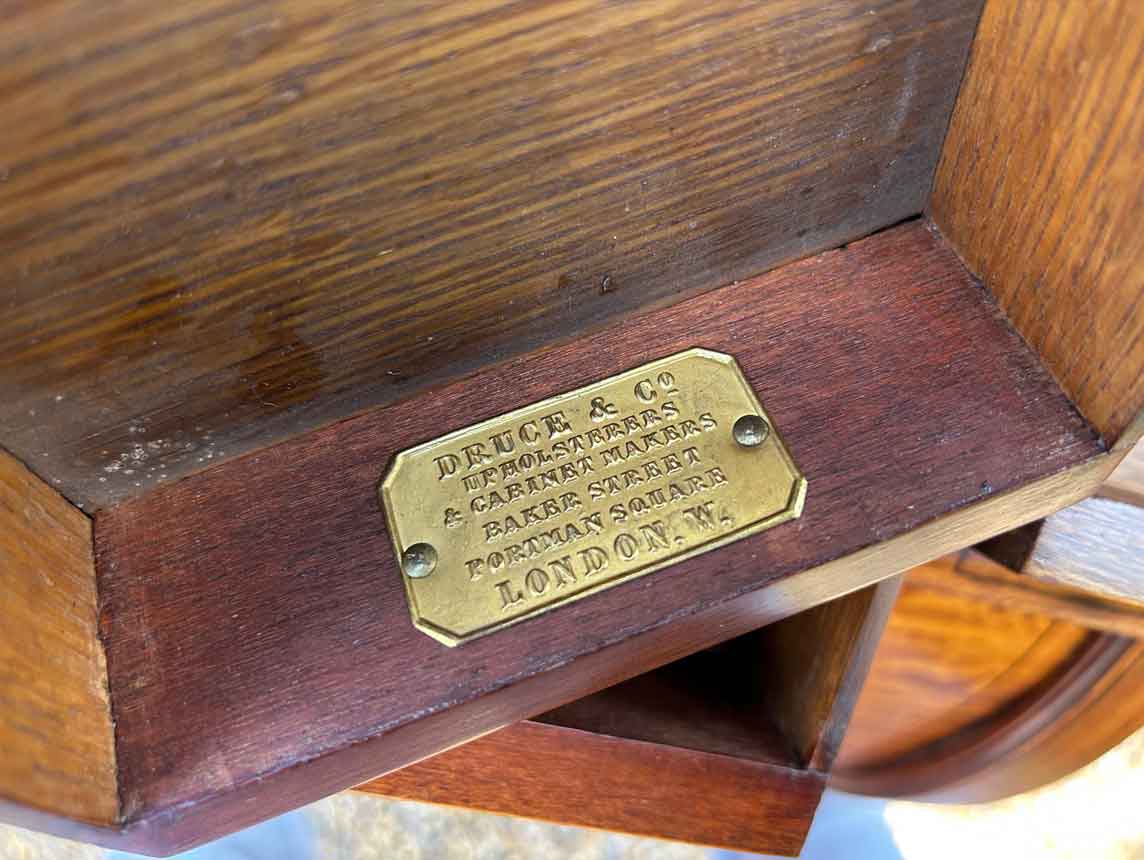 DRUCE & Cº
UPHOLSTERERS
& CABINET MAKERS
BAKER STREET
PORTMAN SQUARE
LONDON. W.